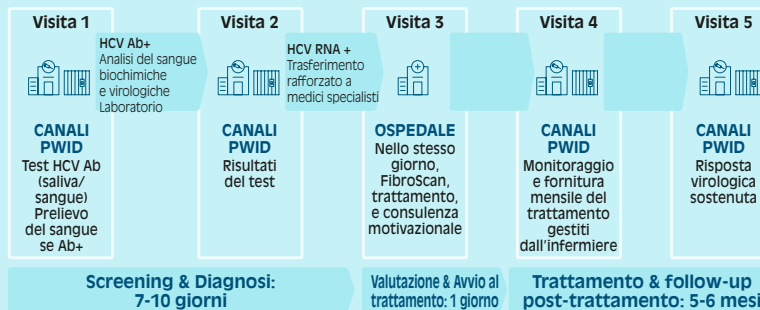 Visita 1
HCV Ab+
Analisi del sangue
biochimiche
e virologiche
Laboratorio
CANALI
PWID
Test HCV Ab
(saliva/
sangue)
Prelievo
del sangue
se Ab+
Visita 2
HCV RNA +
Trasferimento
rafforzato a
medici specialisti
CANALI
PWID
Risultati
del test
Visita 3
OSPEDALE
Nello stesso
giorno,
FibroScan,
trattamento,
e consulenza
motivazionale
Visita 4
CANALI
PWID
Monitoraggio
e fornitura
mensile del
trattamento
gestiti
dall'infermiere
Visita 5
CANALI
PWID
Risposta
virologica
sostenuta
Screening & Diagnosi:
7-10 giorni
Valutazione & Avvio al
trattamento: 1 giorno
Trattamento & follow-up
post-trattamento: 5-6 mesi